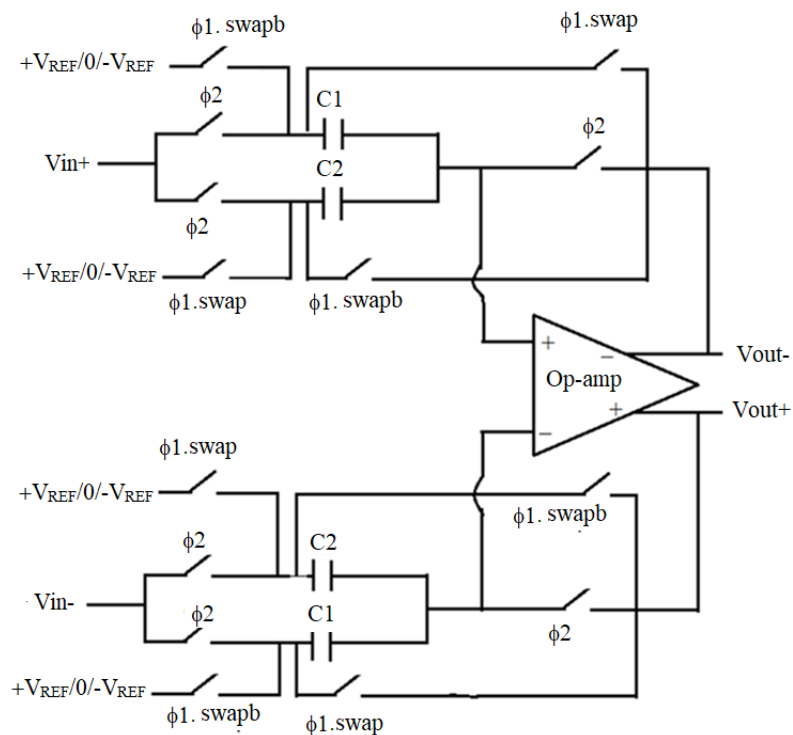 ϕ1. swapb
ϕ1.swap
+VREF/0/-VREF
ϕ2
C1
ϕ2
Vin+
C2
ϕ2
+VREF/0/-VREF
ϕ1.swap
ϕ1. swapb
+
−
Op-amp
Vout-
+
Vout+
−
ϕ1.swap
+VREF/0/-VREF
ϕ1. swapb
ϕ2
C2
Vin-
ϕ2
C1
ϕ2
+VREF/0/-VREF
ϕ1. swapb
ϕ1.swap